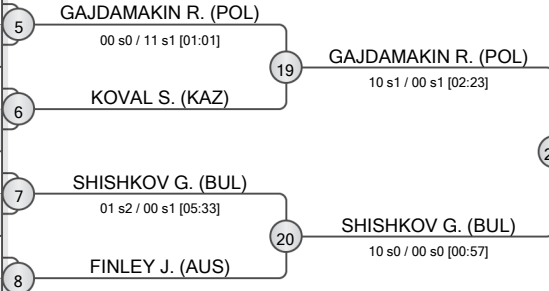 5
GAJDAMAKIN R. (POL)
00 s0 / 11 s1 [01:01]
19
GAJDAMAKIN R. (POL)
10 s1 / 00 s1 [02:23]
6
KOVAL S. (KAZ)
7
SHISHKOV G. (BUL)
01 s2 / 00 s1 [05:33]
20
SHISHKOV G. (BUL)
10 s0 / 00 s0 [00:57]
8
FINLEY J. (AUS)